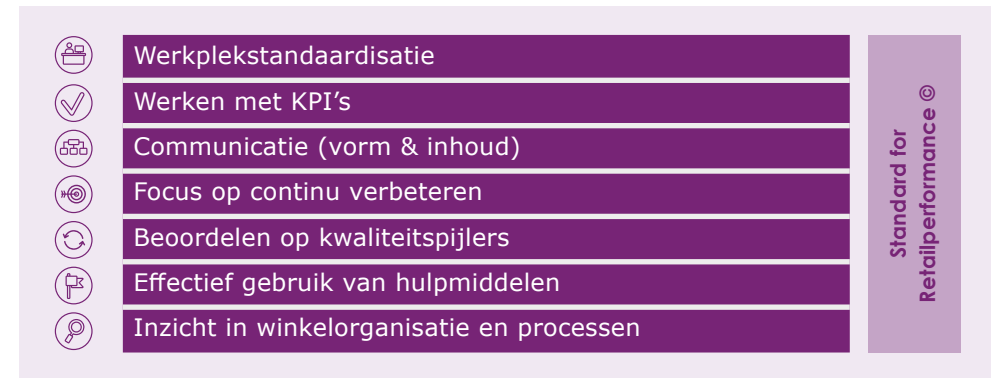 Werkplekstandaardisatie
Werken met KPI’s
Communicatie (vorm & inhoud)
Focus op continu verbeteren
Beoordelen op kwaliteitspijlers
Effectief gebruik van hulpmiddelen
Inzicht in winkelorganisatie en processen
Standard for
Retailperformance ©